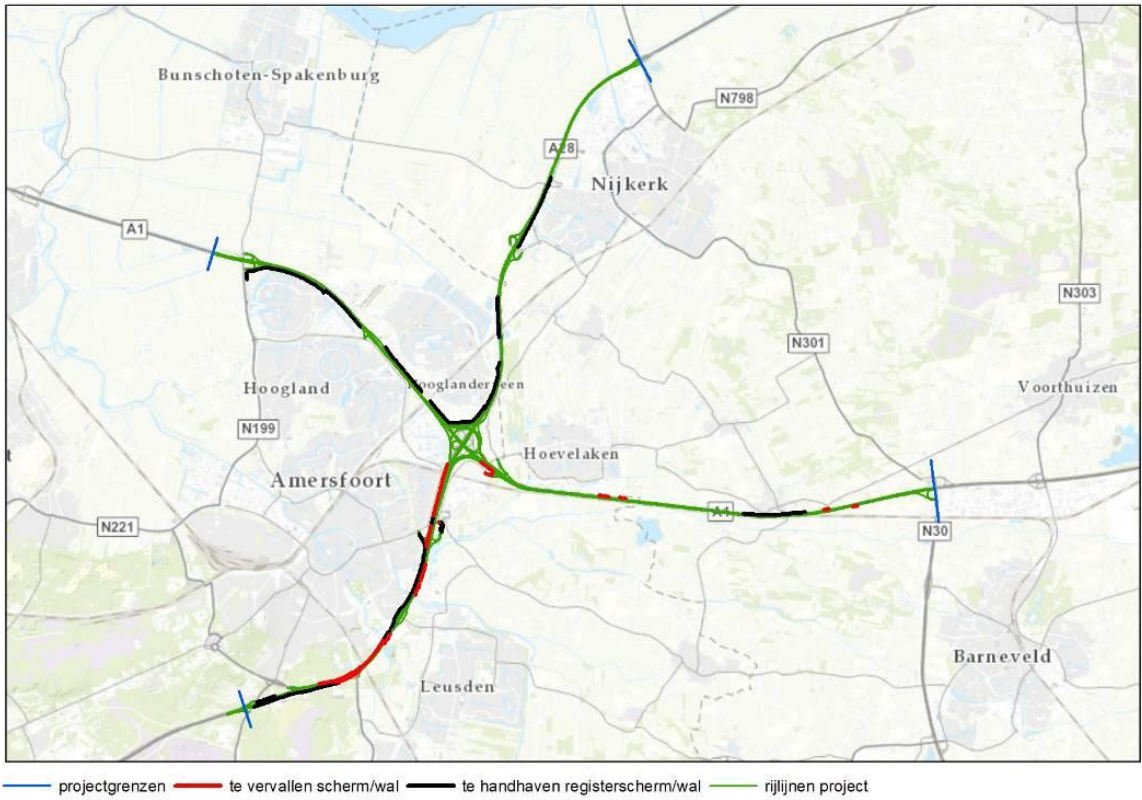 Bunschoten-Spakenburg
N798
A28
Nijkerk
A1
N303
N301
Hoogland
Hooglanderveen
Voorthuizen
N199
Hoevelaken
t
Amersfoort
A1
N221
N30
Barneveld
Leusden
projectgrenzen te vervallen scherm/wal te handhaven registerscherm/wal rijlijnen project